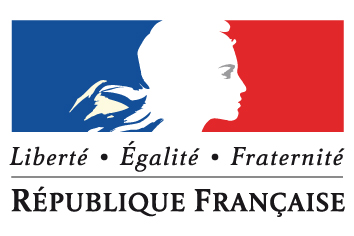 Liberté • Égalité • Fraternité
RÉPUBLIQUE FRANÇAISE